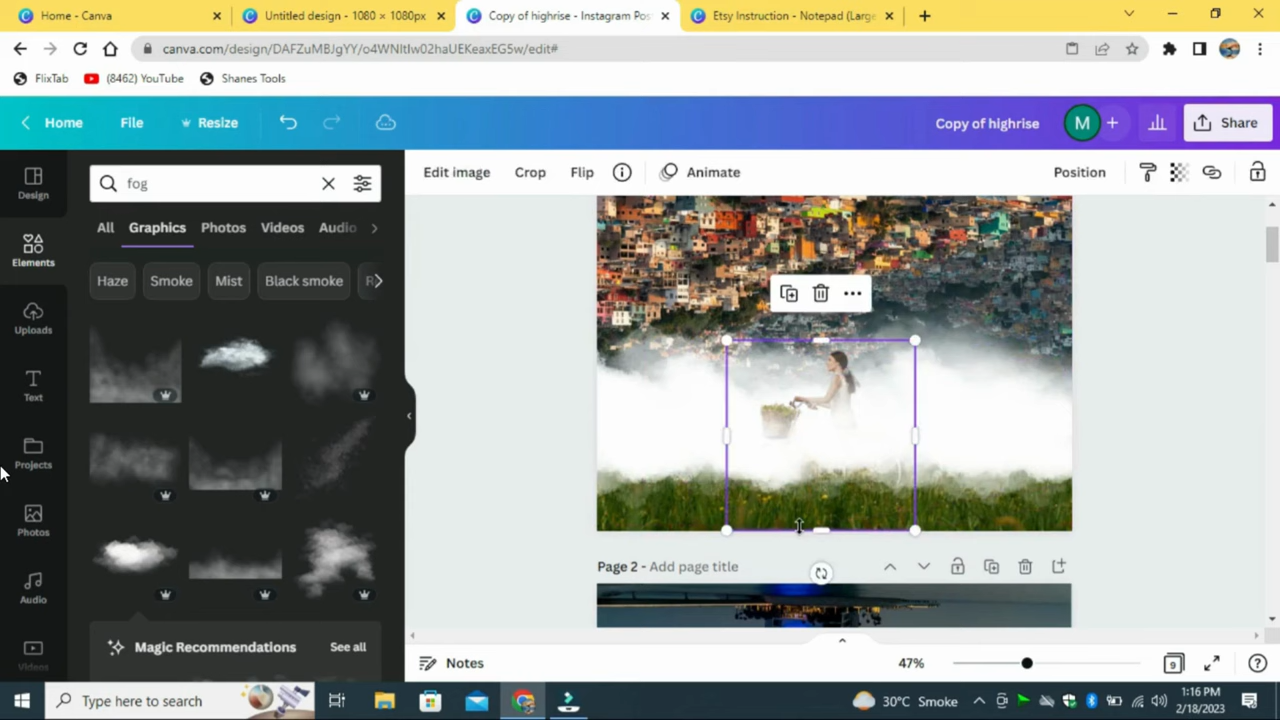 Home - Canva
Untitled design - 1080 × 1080px
Copy of highrise - Instagram Pos
Etsy Instruction - Notepad (Large
canva.com/design/DAFZuMBJgYY/o4WNltIw02haUEKeaxEG5w/edit#
FlixTab
(8462) YouTube
Shanes Tools
Home
File
Resize
Copy of highrise
M
Share
Design
Elements
Uploads
Text
Projects
Photos
Audio
Videos
fog
All
Graphics
Photos
Videos
Audio
Haze
Smoke
Mist
Black smoke
R
Magic Recommendations
See all
Edit image
Crop
Flip
Animate
Position
Page 2 - Add page title
Notes
47%
9
Type here to search
30°C Smoke
1:16 PM
2/18/2023